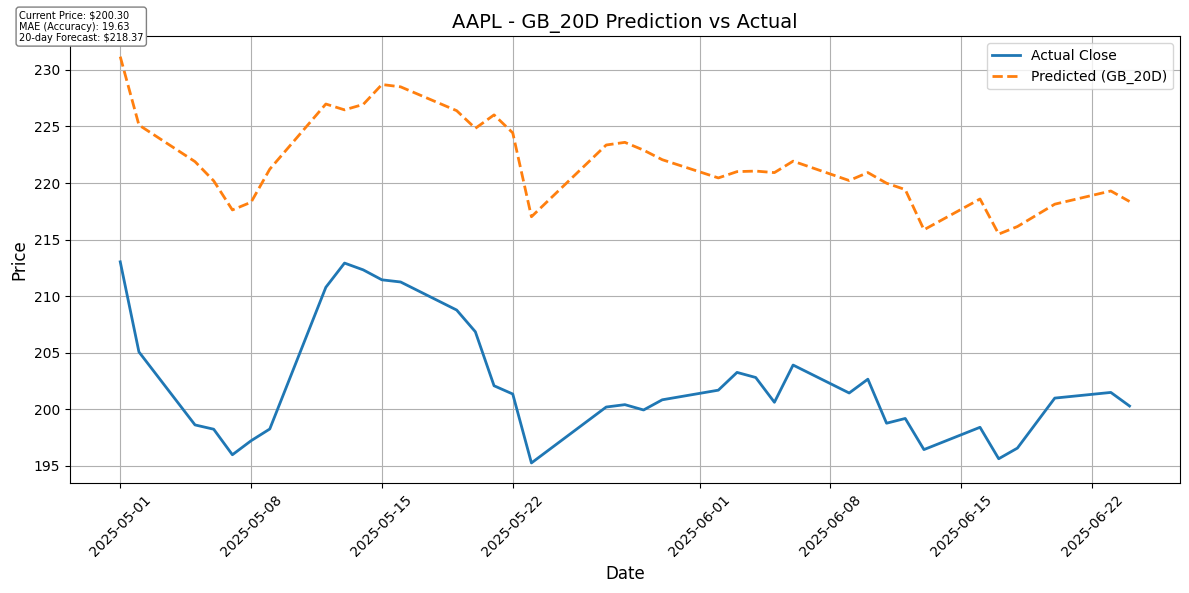 Current Price: $200.30
MAE (Accuracy): 19.63
20-day Forecast: $218.37
AAPL - GB_20D Prediction vs Actual
Actual Close
Predicted (GB_20D)
Price
230
225
220
215
210
205
200
195
2025-05-01
2025-05-08
2025-05-15
2025-05-22
2025-06-01
2025-06-08
2025-06-15
2025-06-22
Date